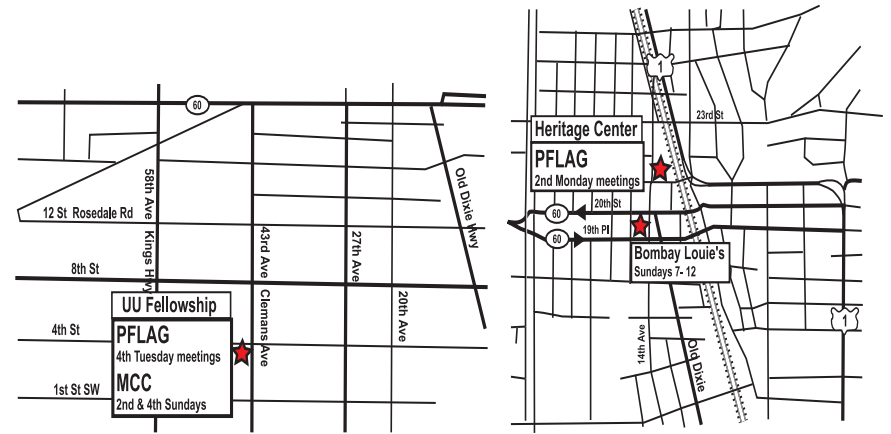 60
58th Ave
Kings Hwy
12 St Rosedale Rd
43rd Ave
Clemans Ave
27th Ave
20th Ave
Old Dixie Hwy
8th St
UU Fellowship
4th St
PFLAG
4th Tuesday meetings
MCC
2nd & 4th Sundays
1st St SW
1
23rd St
Heritage Center
PFLAG
2nd Monday meetings
60
20th St
60
19th Pl
Bombay Louie's
Sundays 7- 12
14th Ave
Old Dixie
1